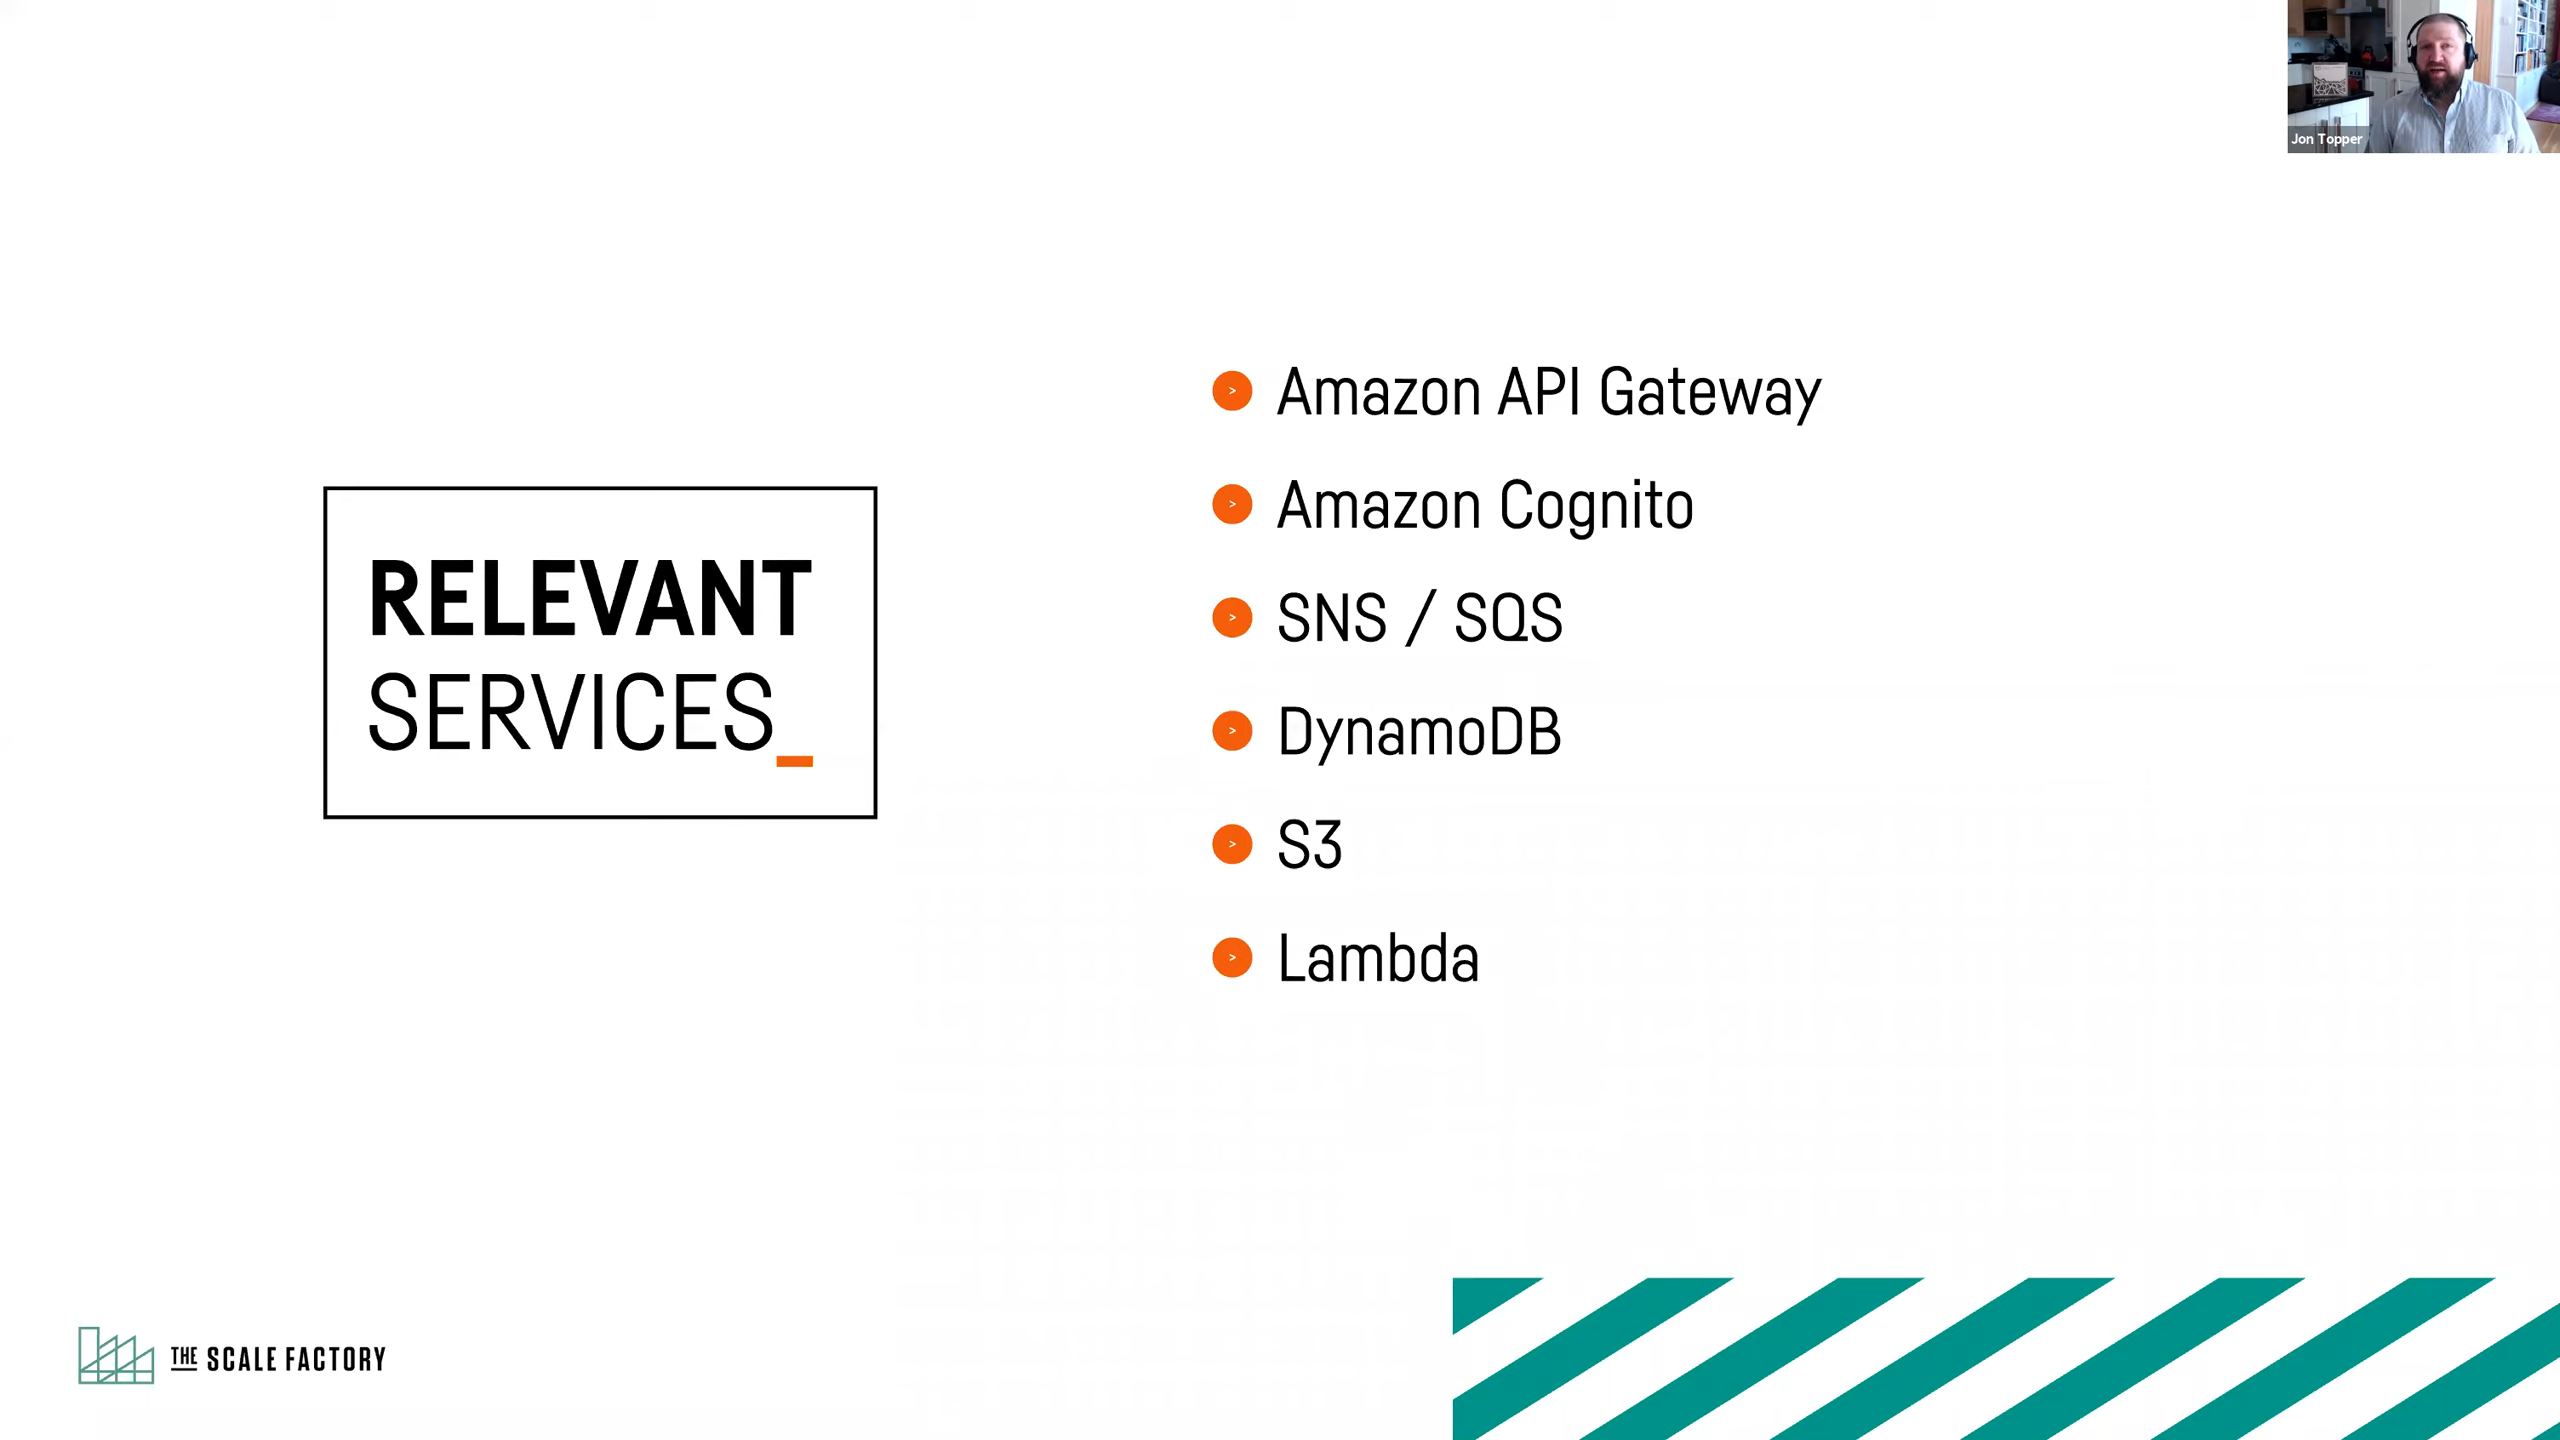 Jon Topper
RELEVANT
SERVICES_
> Amazon API Gateway
> Amazon Cognito
> SNS / SQS
> DynamoDB
> S3
> Lambda
THE SCALE FACTORY